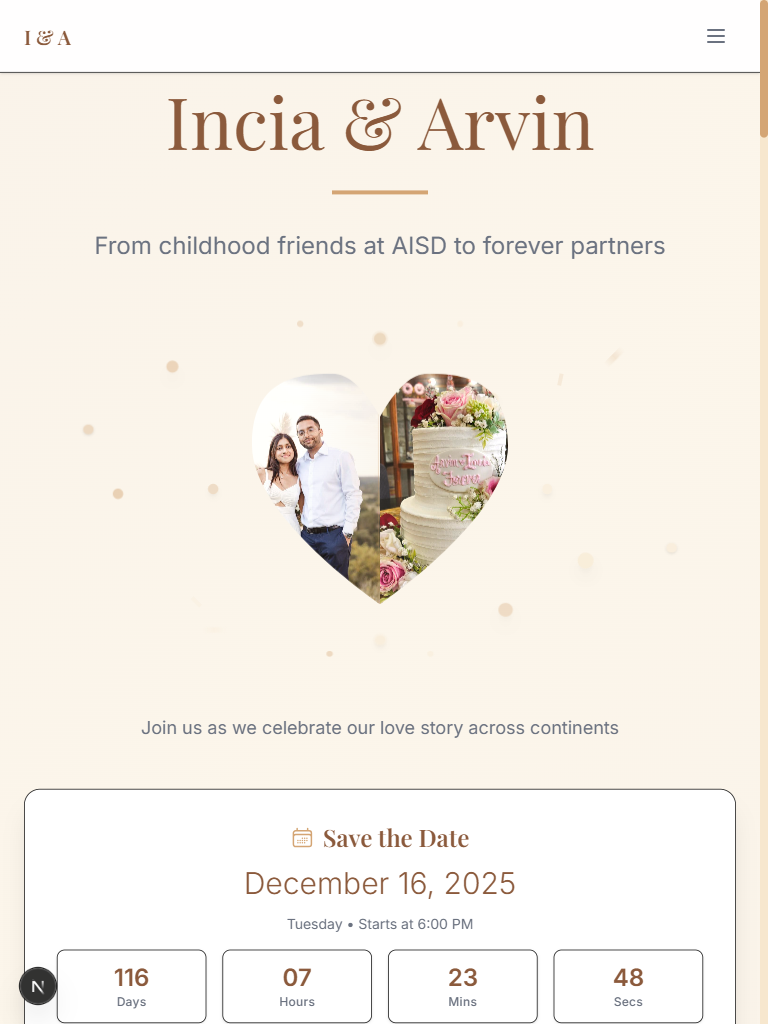 I & A
Incia & Arvin
From childhood friends at AISD to forever partners
Forever
Join us as we celebrate our love story across continents
Save the Date
December 16, 2025
Tuesday • Starts at 6:00 PM
116 07 23 48
Days Hours Mins Secs
N